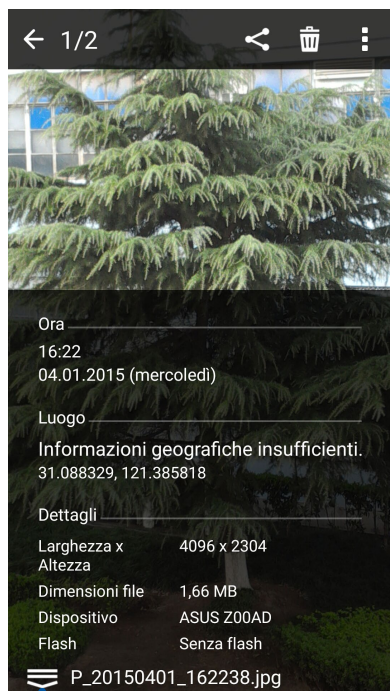 1/2
Ora
16:22
04.01.2015 (mercoledì)
Luogo
Informazioni geografiche insufficienti.
31.088329, 121.385818
Dettagli
Larghezza x 4096 x 2304
Altezza
Dimensioni file 1,66 MB
Dispositivo ASUS Z00AD
Flash Senza flash
P_20150401_162238.jpg